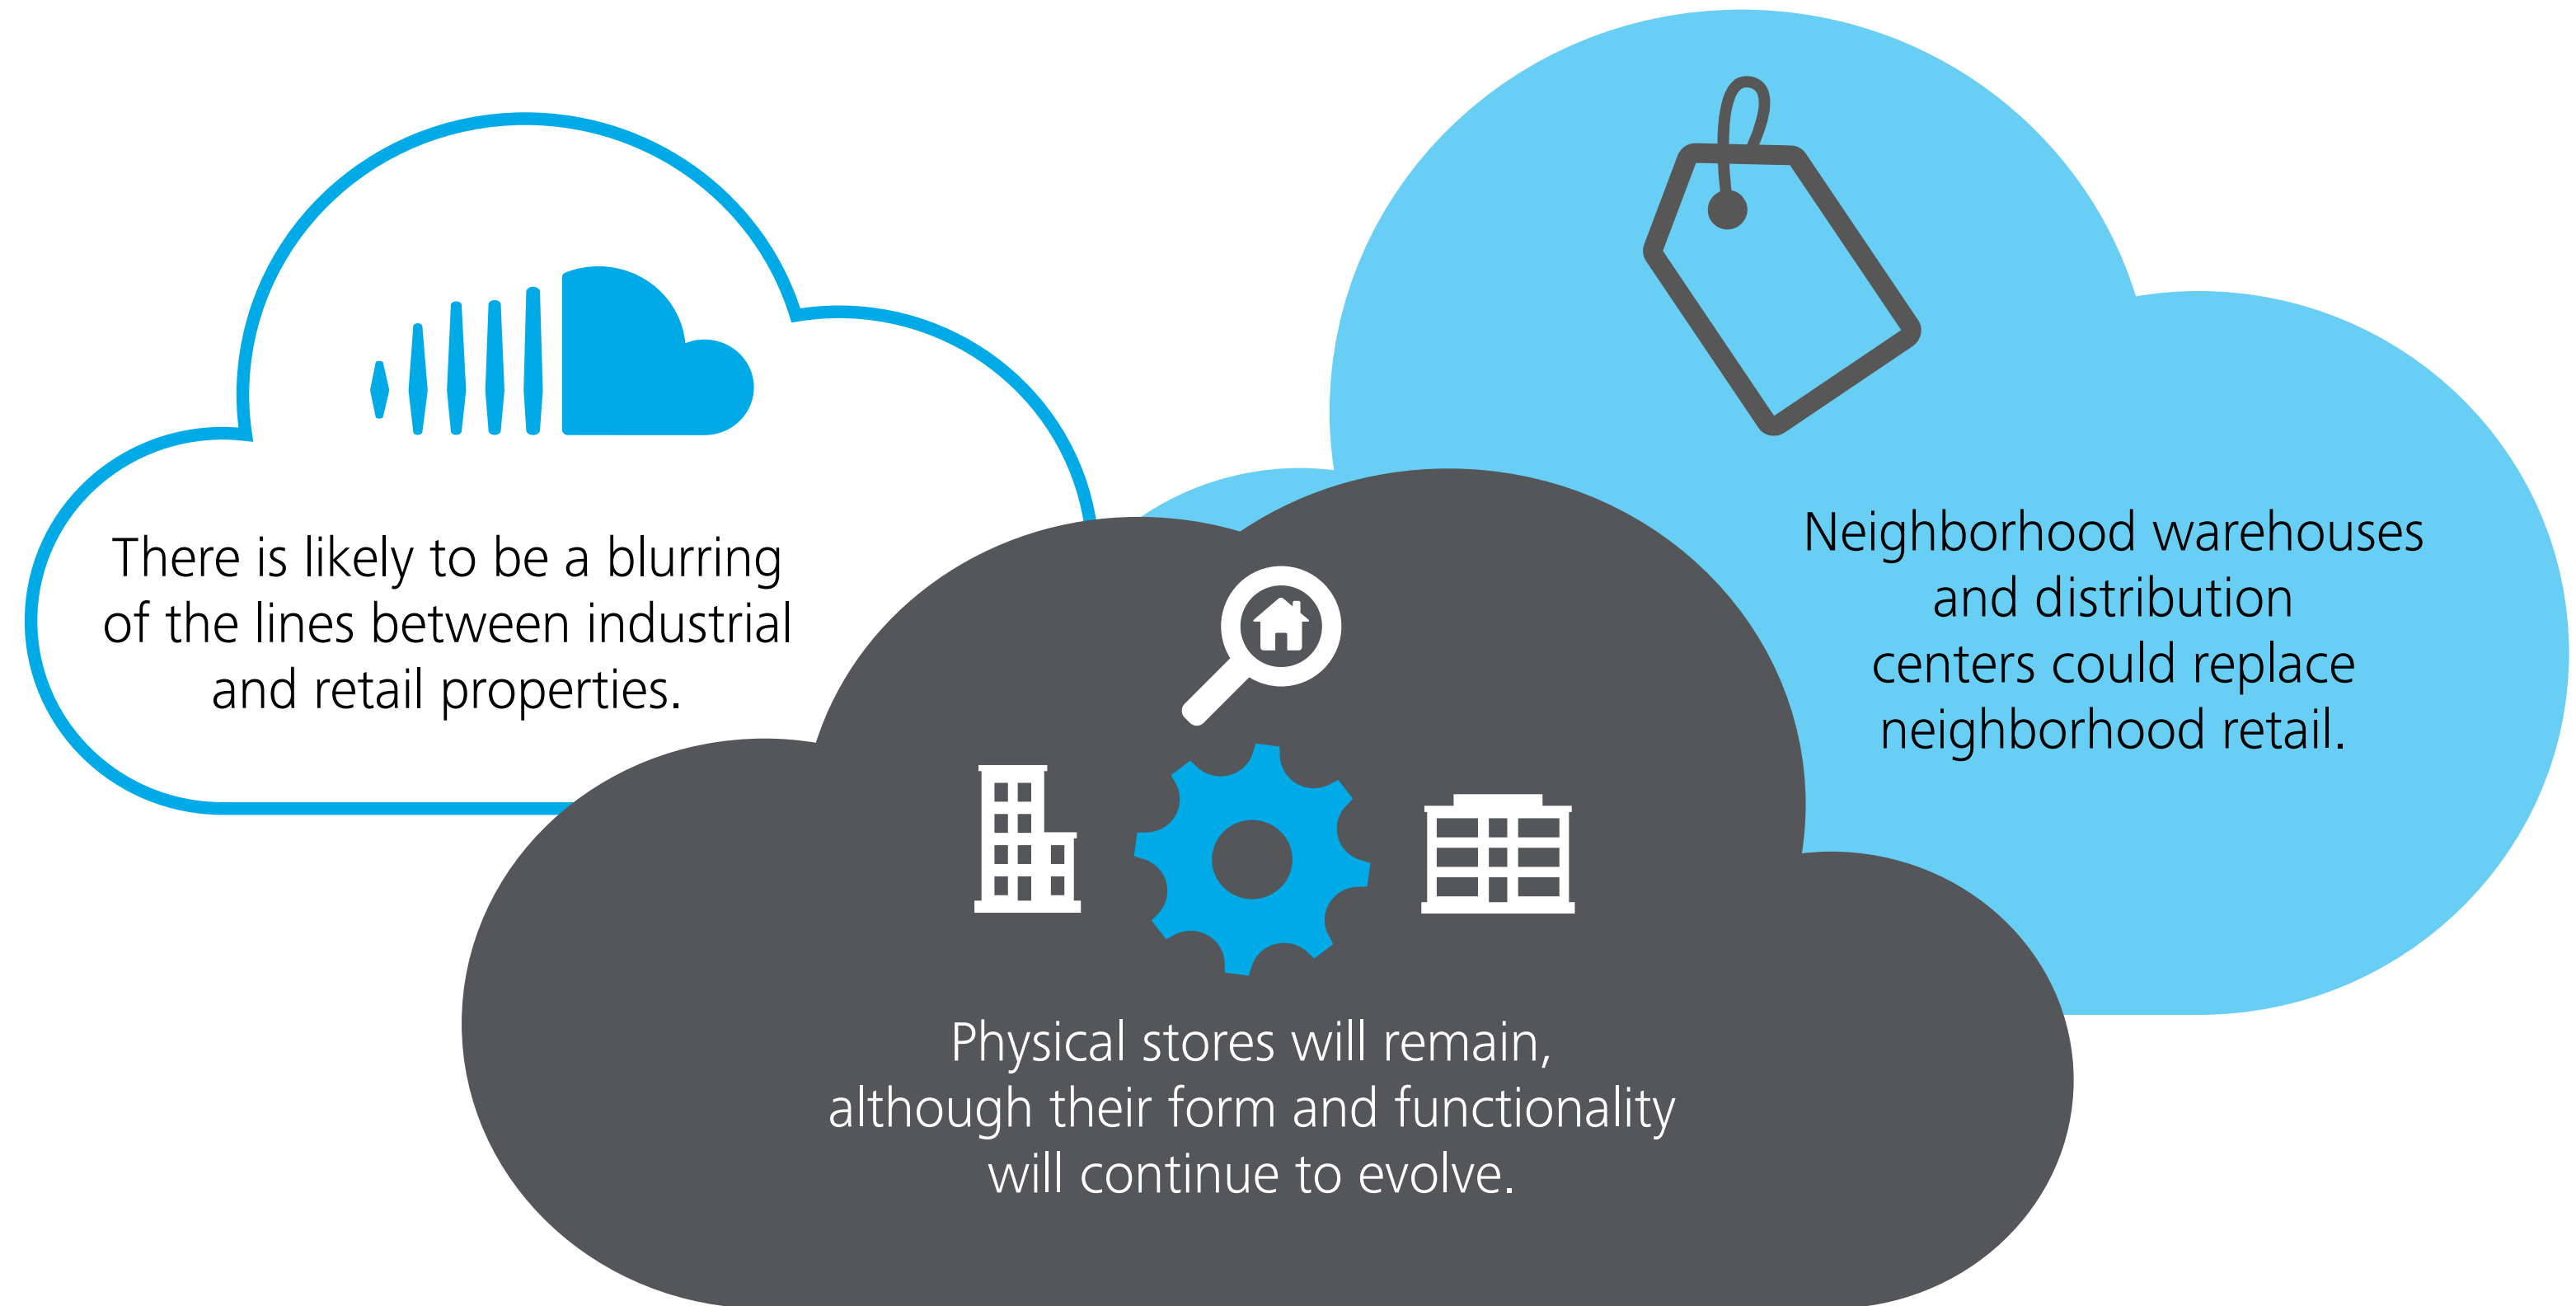 There is likely to be a blurring
of the lines between industrial
and retail properties.
Neighborhood warehouses
and distribution
centers could replace
neighborhood retail.
Physical stores will remain,
although their form and functionality
will continue to evolve.